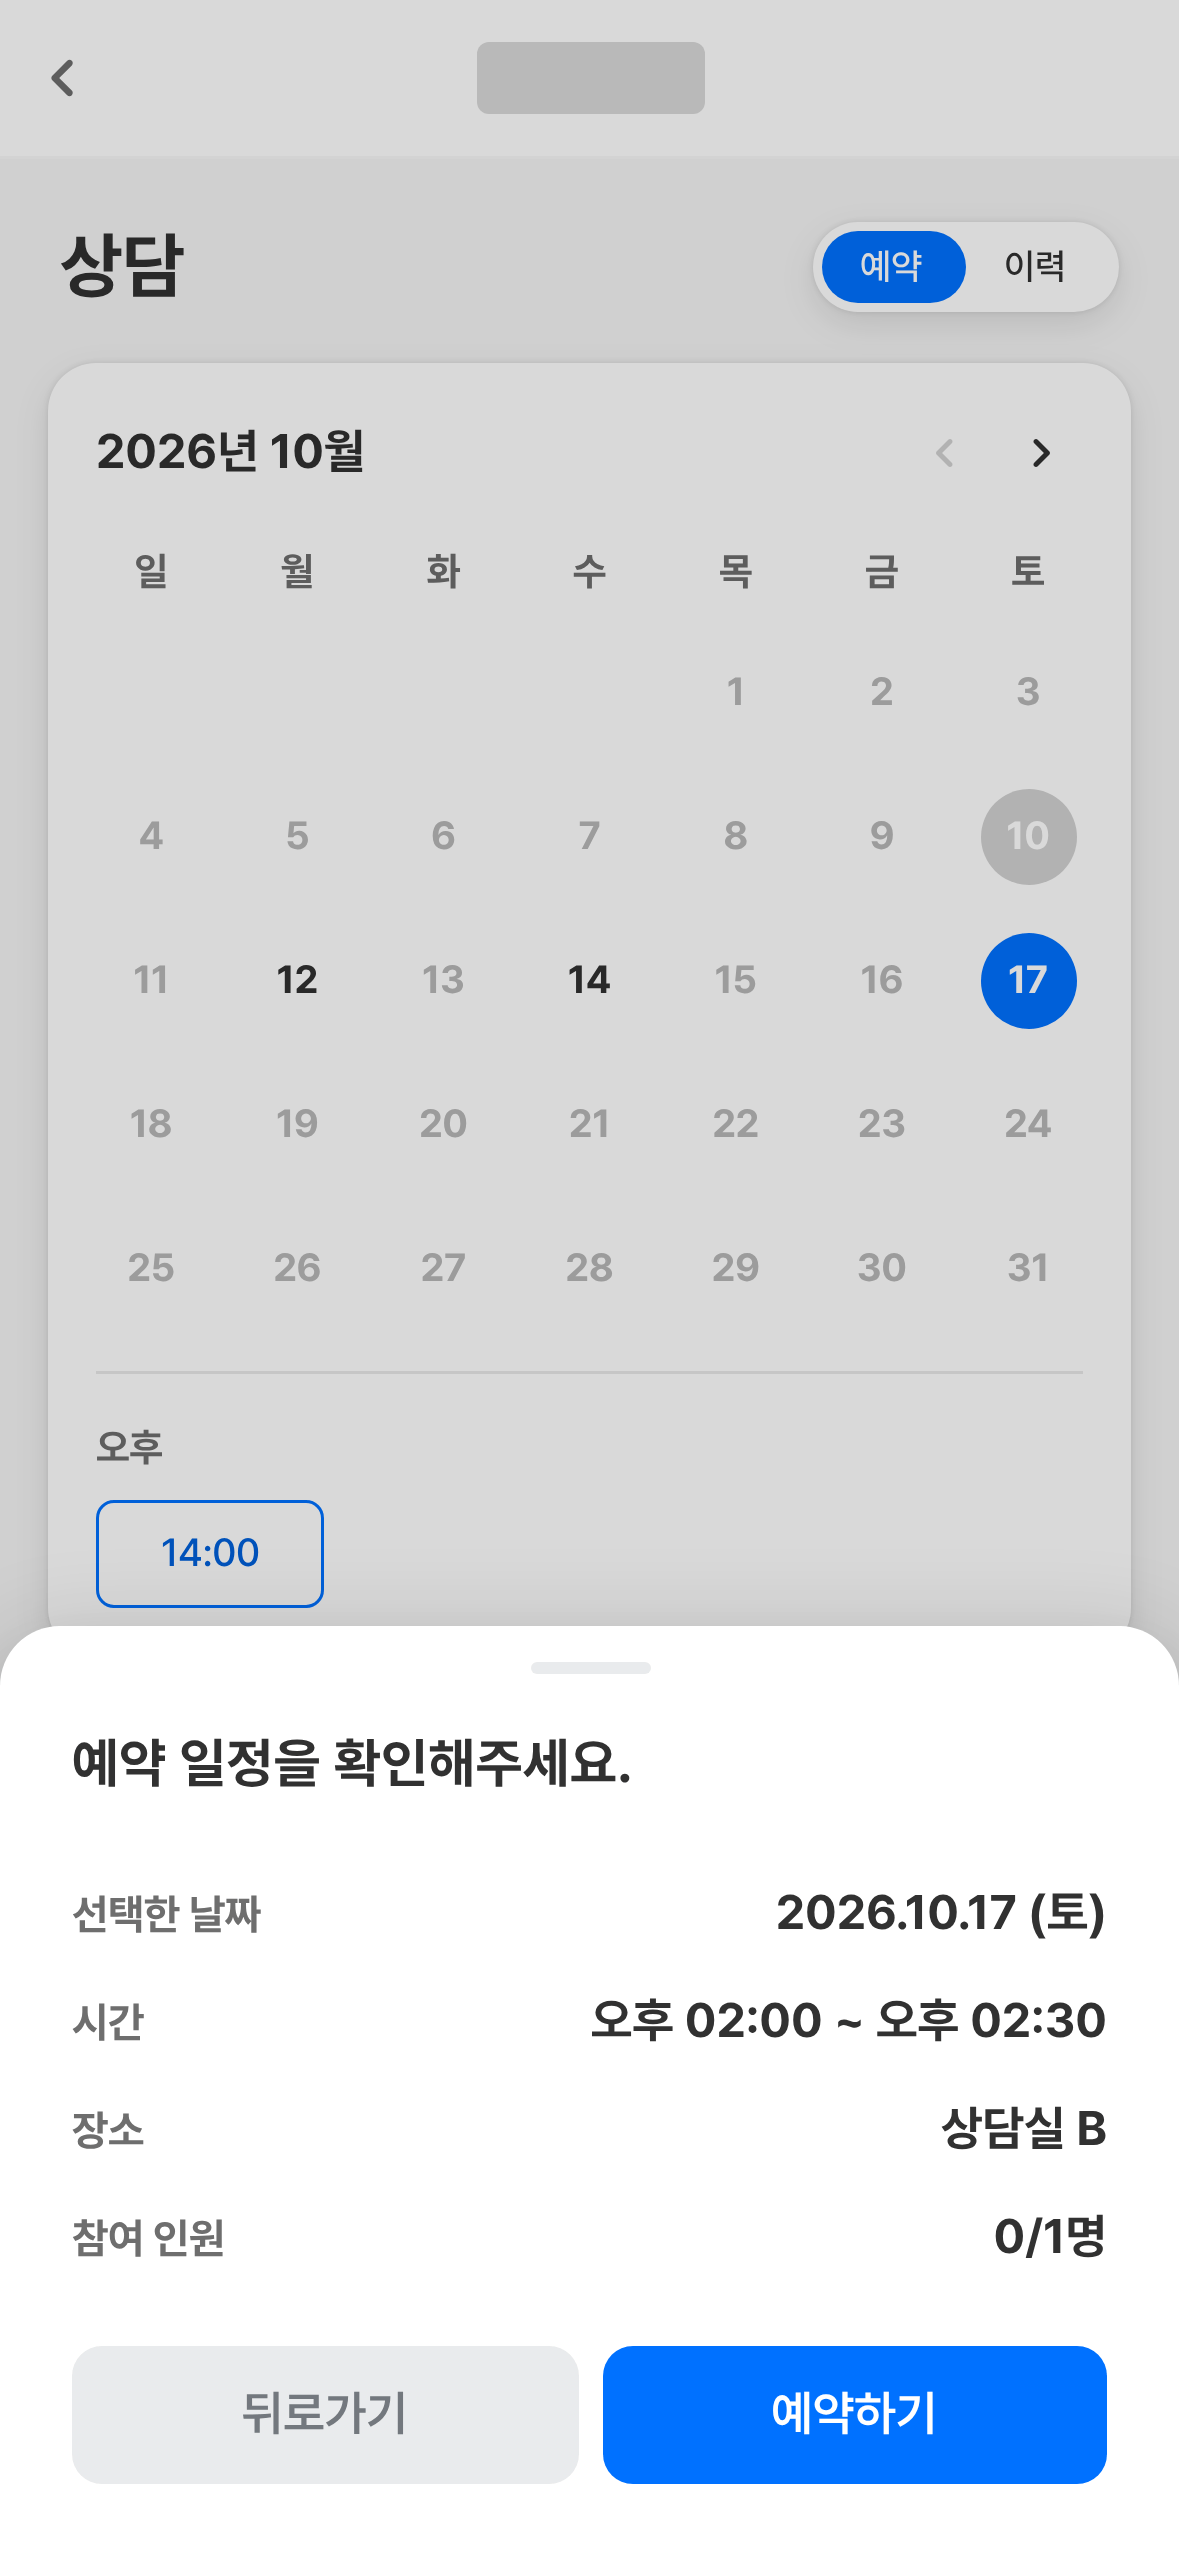 상담
예약 이력
2026년 10월
일 월 화 수 목 금 토
1 2 3
4 5 6 7 8 9 10
11 12 13 14 15 16 17
18 19 20 21 22 23 24
25 26 27 28 29 30 31
오후
14:00
예약 일정을 확인해주세요.
선택한 날짜 2026.10.17 (토)
시간 오후 02:00 ~ 오후 02:30
장소 상담실 B
참여 인원 0/1명
뒤로가기 예약하기